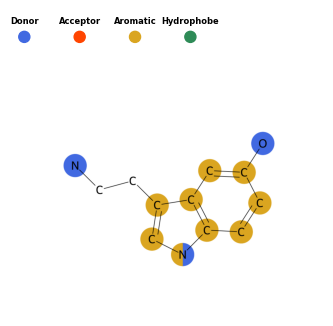 Donor Acceptor Aromatic Hydrophobe
O
N C C C C
C C C
C C C
N